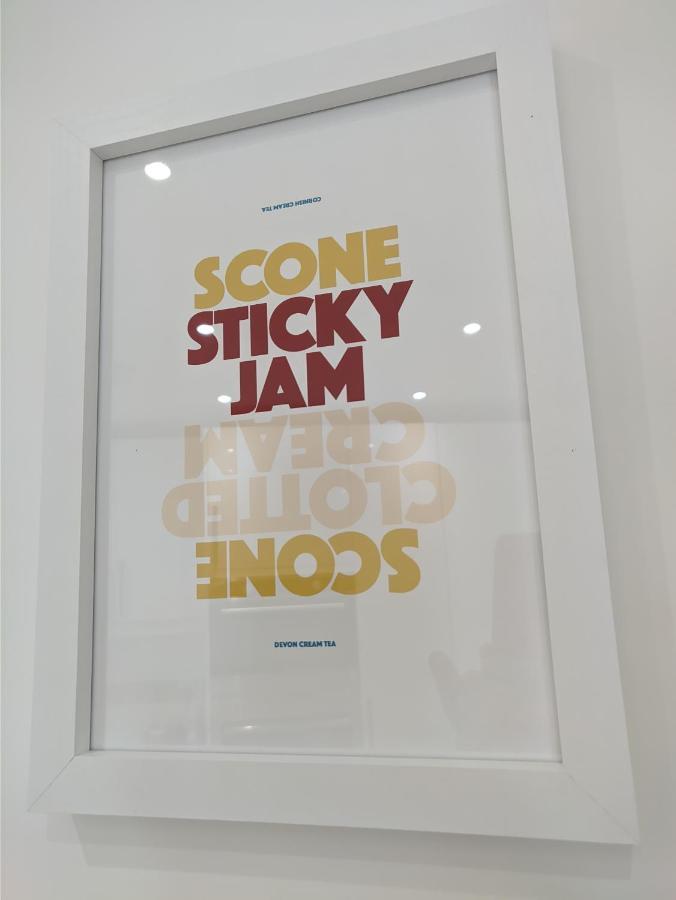 CORNISH CREAM TEA
SCONE
STICKY
JAM
CREAM
CLOTTED
SCONE
DEVON CREAM TEA